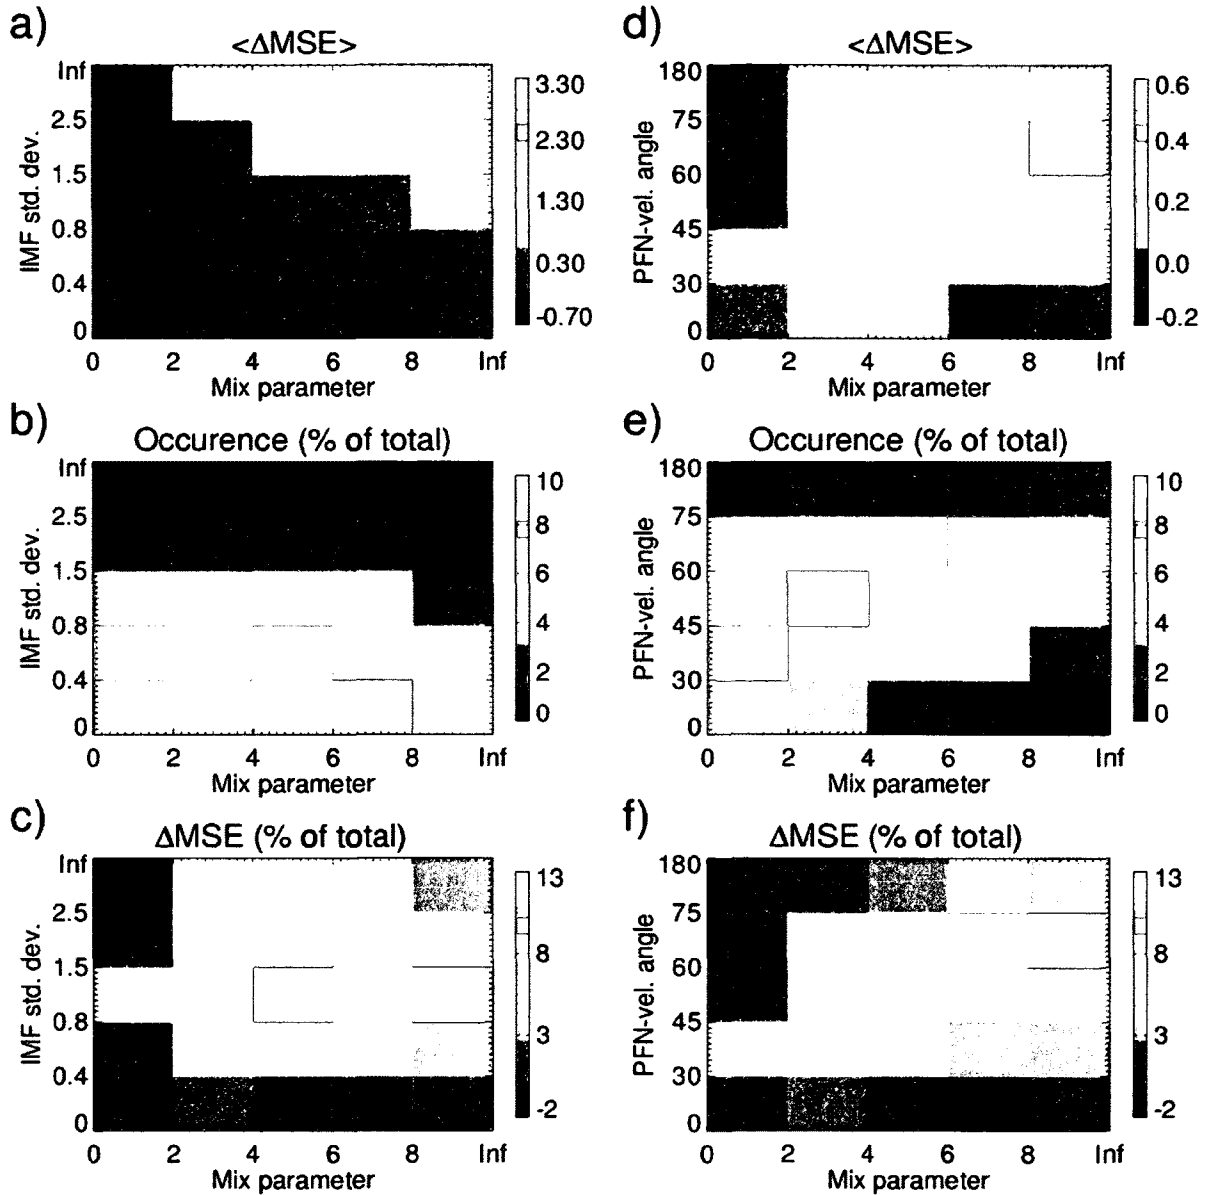 a)
<ΔMSE>
Inf
2.5
1.5
0.8
0.4
0
IMF std. dev.
0 2 4 6 8 Inf
Mix parameter
3.30
2.30
1.30
0.30
-0.70
d)
<ΔMSE>
180
75
60
45
30
0
PFN-vel. angle
0 2 4 6 8 Inf
Mix parameter
0.6
0.4
0.2
0.0
-0.2
b)
Occurence (% of total)
Inf
2.5
1.5
0.8
0.4
0
IMF std. dev.
0 2 4 6 8 Inf
Mix parameter
10
8
6
4
2
0
e)
Occurence (% of total)
180
75
60
45
30
0
PFN-vel. angle
0 2 4 6 8 Inf
Mix parameter
10
8
6
4
2
0
c)
ΔMSE (% of total)
Inf
2.5
1.5
0.8
0.4
0
IMF std. dev.
0 2 4 6 8 Inf
Mix parameter
13
8
3
-2
f)
ΔMSE (% of total)
180
75
60
45
30
0
PFN-vel. angle
0 2 4 6 8 Inf
Mix parameter
13
8
3
-2